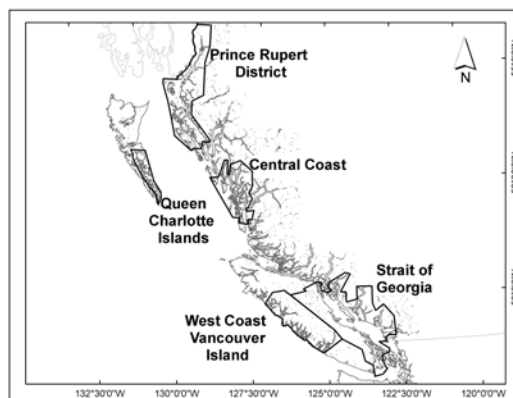 Prince Rupert
District
N
Central Coast
Queen
Charlotte
Islands
Strait of
Georgia
West Coast
Vancouver
Island
132°30'0"W 130°0'0"W 127°30'0"W 125°0'0"W 122°30'0"W 120°0'0"W